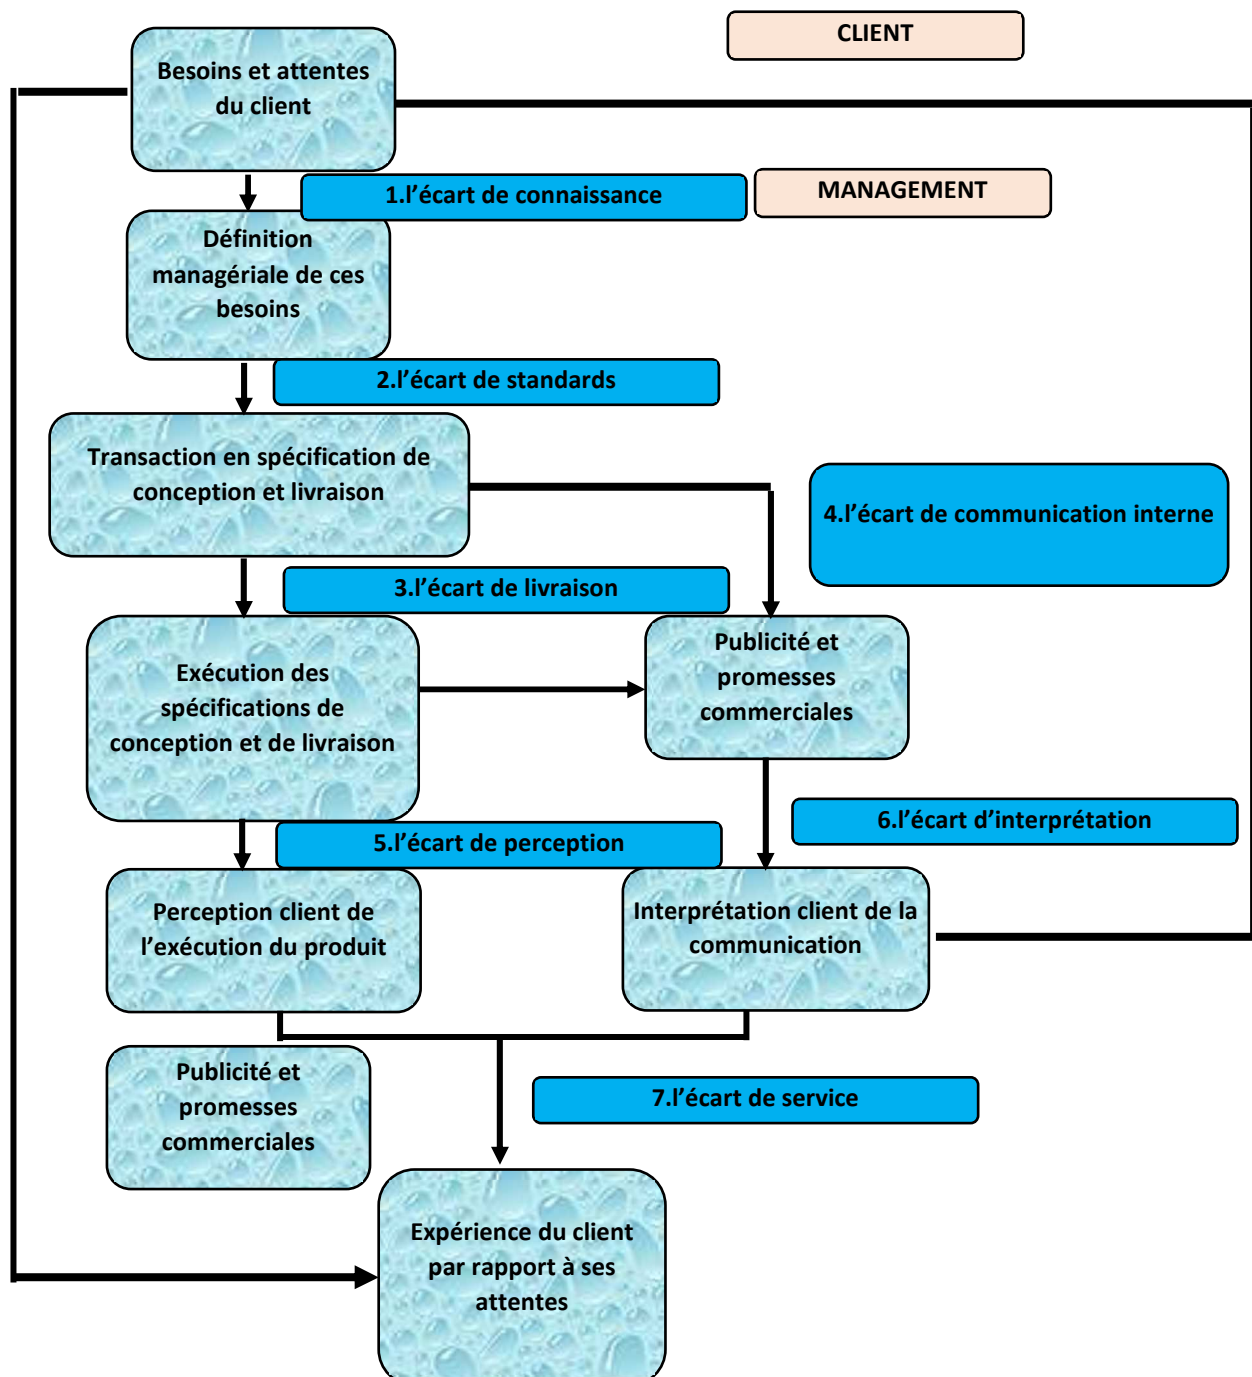 CLIENT
Besoins et attentes
du client
1.l’écart de connaissance
MANAGEMENT
Définition
managériale de ces
besoins
2.l’écart de standards
Transaction en spécification de
conception et livraison
4.l’écart de communication interne
3.l’écart de livraison
Exécution des
spécifications de
conception et de livraison
Publicité et
promesses
commerciales
6.l’écart d’interprétation
5.l’écart de perception
Perception client de
l’exécution du produit
Interprétation client de la
communication
Publicité et
promesses
commerciales
7.l’écart de service
Expérience du client
par rapport à ses
attentes